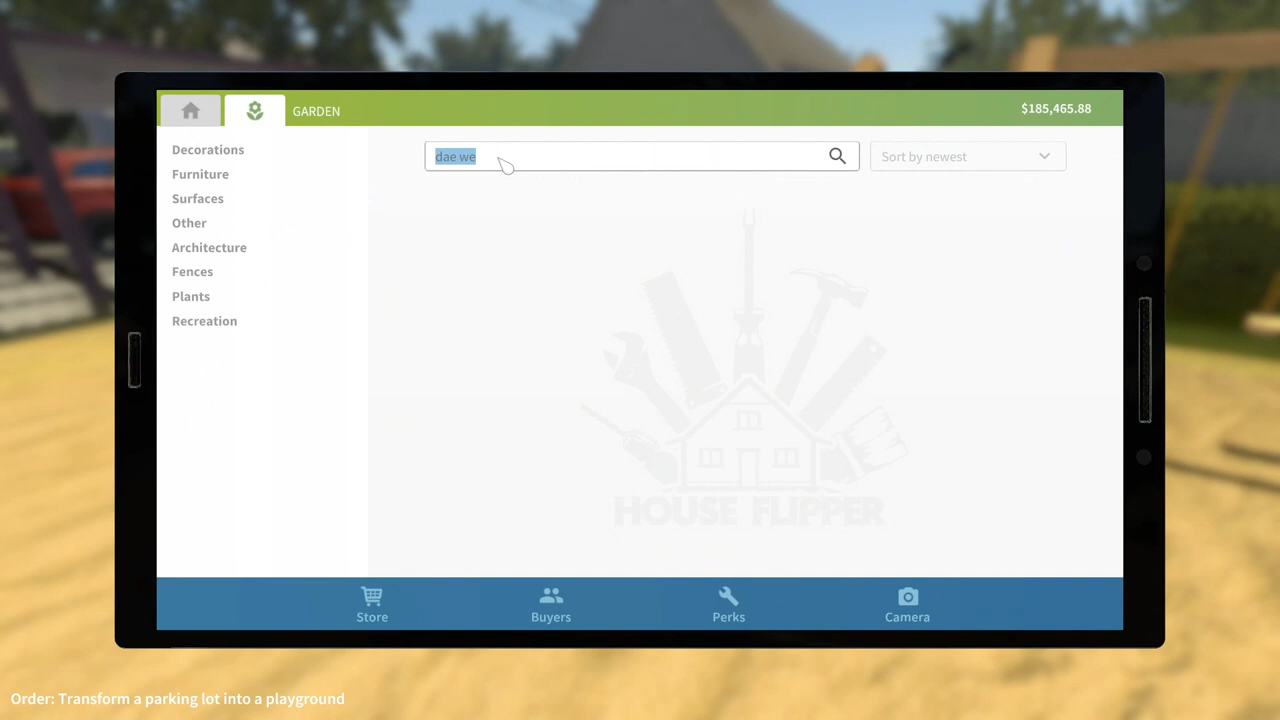 GARDEN
$185,465.88
Decorations
Furniture
Surfaces
Other
Architecture
Fences
Plants
Recreation
dae we
Sort by newest
HOUSE FLIPPER
Store
Buyers
Perks
Camera
Order: Transform a parking lot into a playground